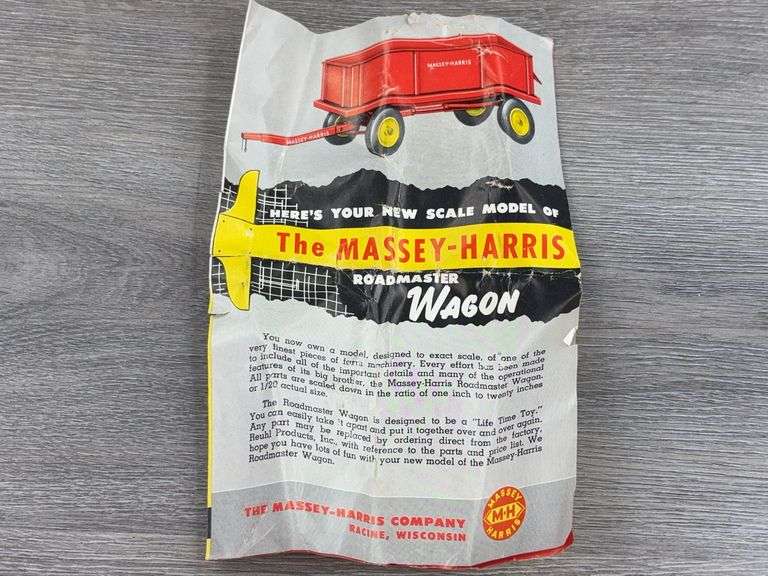 MASSEY-HARRIS
MASSEY-HARRIS
HERE'S YOUR NEW SCALE MODEL OF
The MASSEY-HARRIS
ROADMASTER
WAGON
You now own a model, designed to exact scale, of one of the
very finest pieces of farm machinery. Every effort has been made
to include all of the important details and many of the operational
features of its big brother, the Massey-Harris Roadmaster Wagon.
All parts are scaled down in the ratio of one inch to twenty inches
or 1/20 actual size.
The Roadmaster Wagon is designed to be a "Life Time Toy."
You can easily take it apart and put it together over and over again.
Any part may be replaced by ordering direct from the factory,
Reuhl Products, Inc., with reference to the parts and price list. We
hope you have lots of fun with your new model of the Massey-Harris
Roadmaster Wagon.
THE MASSEY-HARRIS COMPANY
RACINE, WISCONSIN
MASSEY
M-H
HARRIS